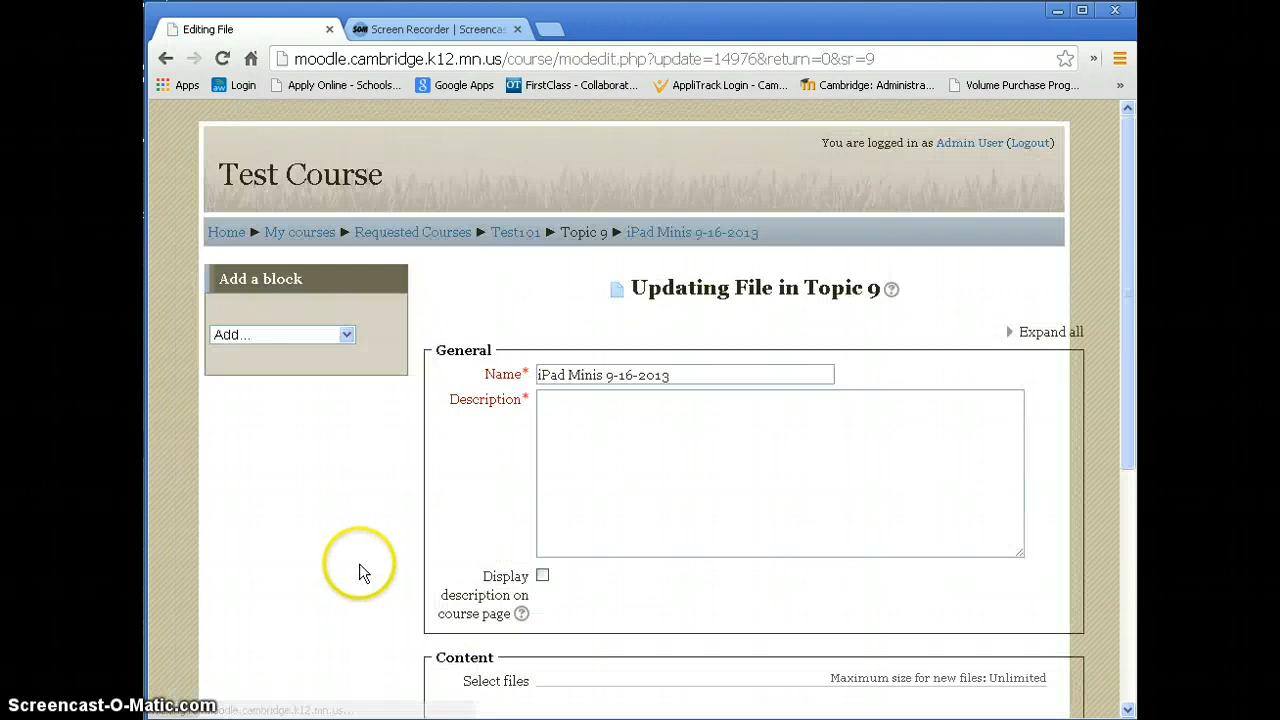 Editing File
Screen Recorder | Screencas
moodle.cambridge.k12.mn.us/course/modedit.php?update=14976&return=0&sr=9
Apps
Login
Apply Online - Schools...
Google Apps
FirstClass - Collaborat...
AppliTrack Login - Cam...
Cambridge: Administra...
Volume Purchase Prog...
You are logged in as Admin User (Logout)
Test Course
Home ► My courses ► Requested Courses ► Test101 ► Topic 9 ► iPad Minis 9-16-2013
Add a block
Add...
Updating File in Topic 9
Expand all
General
Name*
iPad Minis 9-16-2013
Description*
Display
description on
course page
Content
Select files
Maximum size for new files: Unlimited
Screencast-O-Matic.com